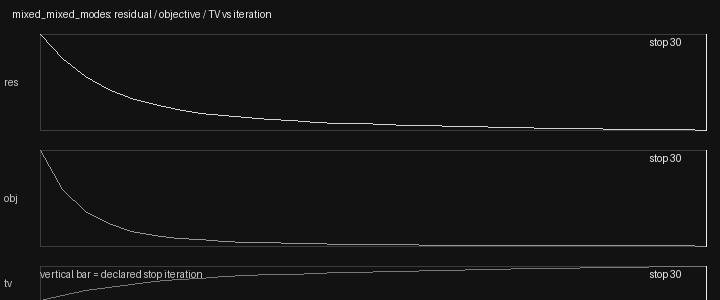 mixed_mixed_modes: residual / objective / TV vs iteration
stop 30
res
stop 30
obj
vertical bar = declared stop iteration
stop 30
tv